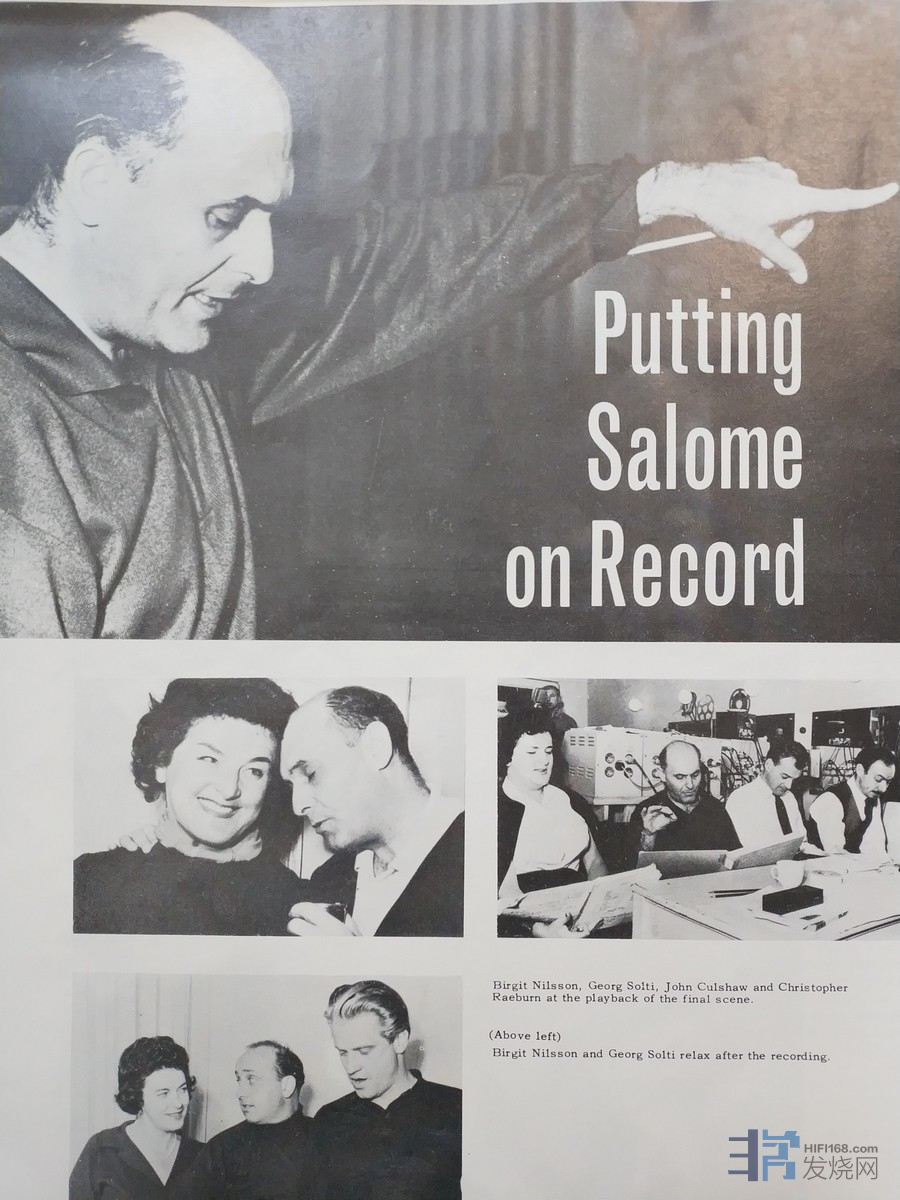 Putting
Salome
on Record
Birgit Nilsson, Georg Solti, John Culshaw and Christopher
Raeburn at the playback of the final scene.
(Above left)
Birgit Nilsson and Georg Solti relax after the recording.
HIFI168.com
发烧网